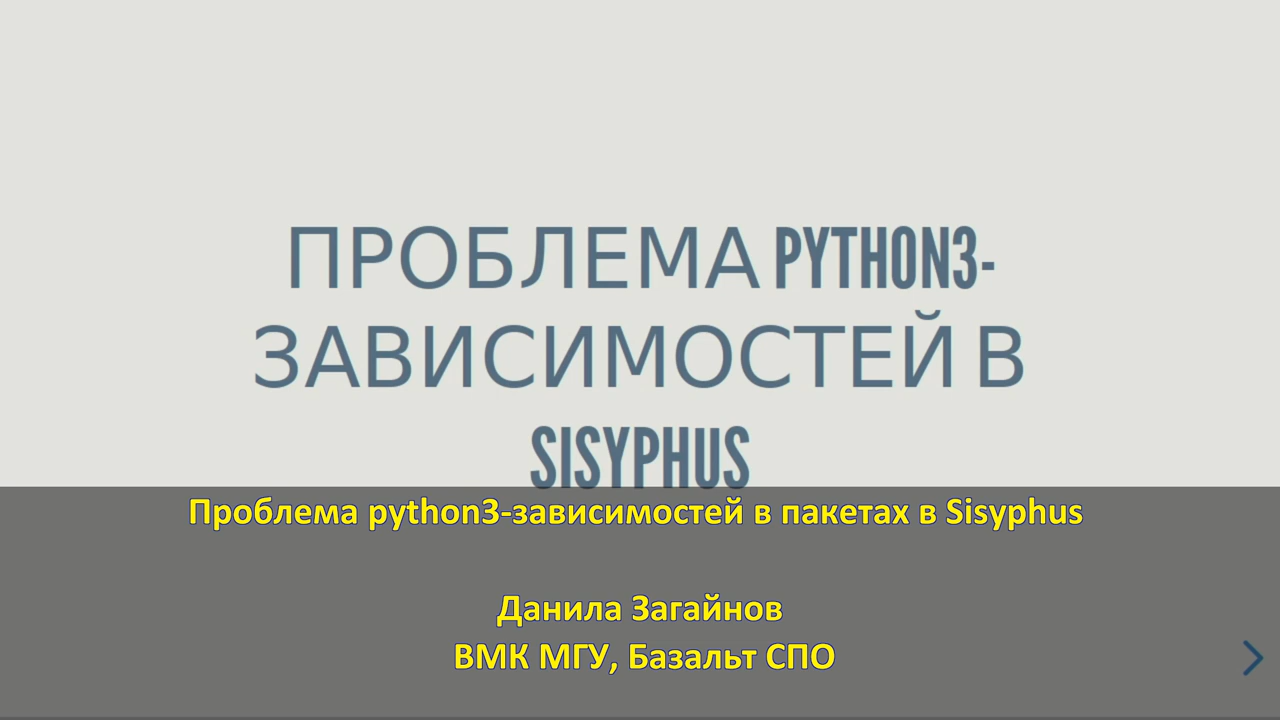 ПРОБЛЕМА PYTHON3-
ЗАВИСИМОСТЕЙ В
SISYPHUS
Проблема python3-зависимостей в пакетах в Sisyphus
Данила Загайнов
ВМК МГУ, Базальт СПО